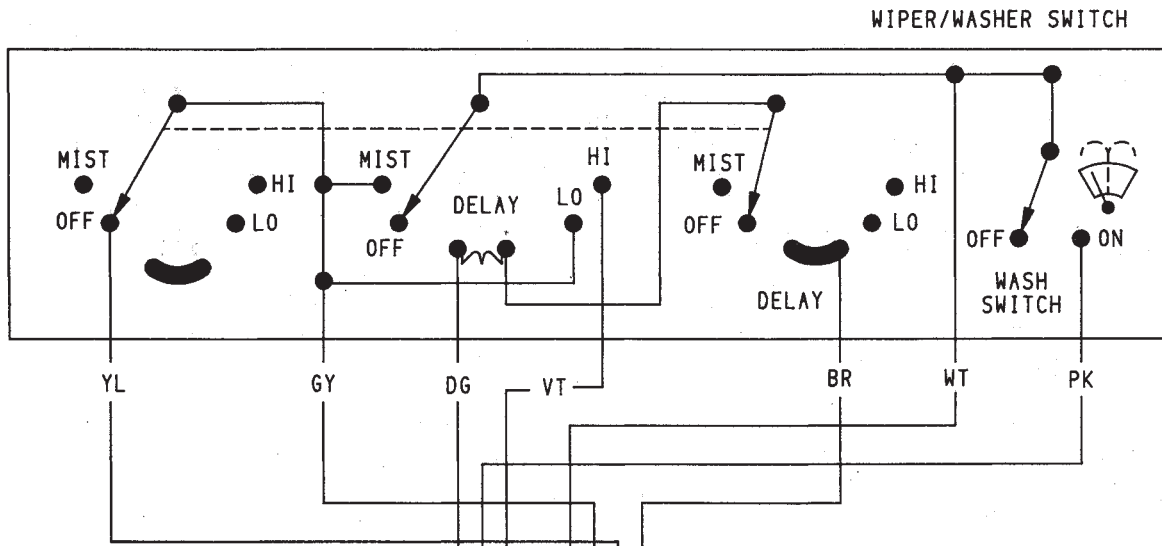 WIPER/WASHER SWITCH
MIST
OFF
HI
LO
MIST
OFF
DELAY
LO
HI
MIST
OFF
HI
LO
DELAY
OFF
ON
WASH
SWITCH
YL
GY
DG
VT
BR
WT
PK